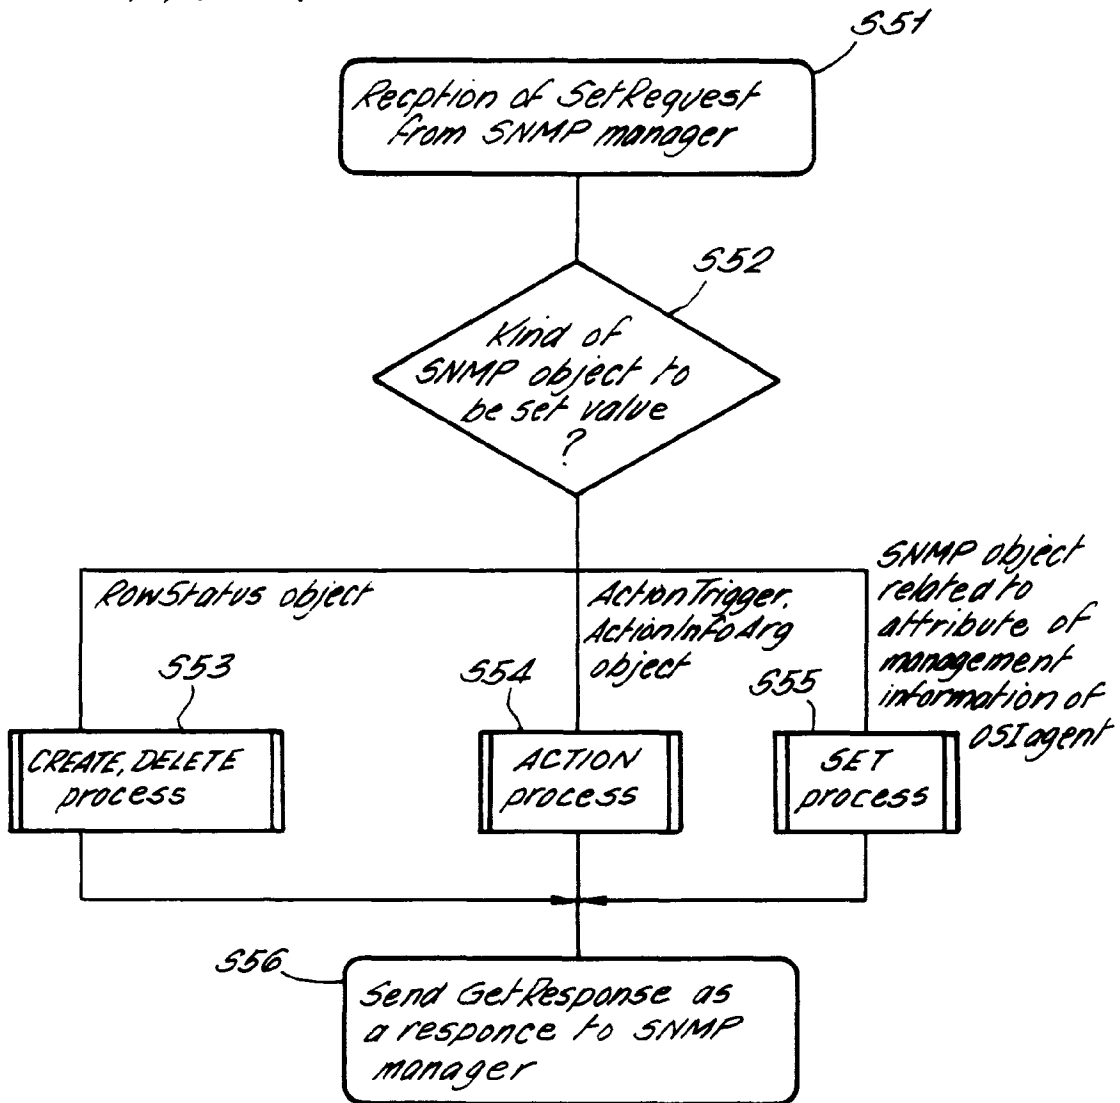 S51
Recption of SetRequest
from SNMP manager
S52
Kind of
SNMP object to
be set value
?
RowStatus object
ActionTrigger,
ActionInfoArg
object
SNMP object
related to
attribute of
management
information of
OSI agent
S53
CREATE, DELETE
process
S54
ACTION
process
S55
SET
process
S56
Send GetResponse as
a responce to SNMP
manager